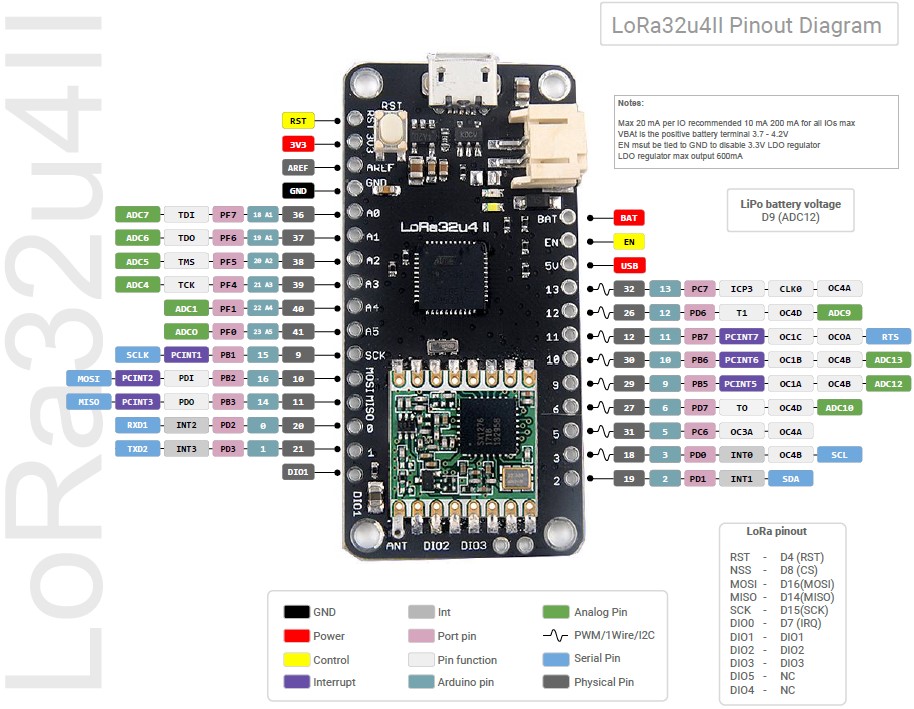 LoRa32u4II Pinout Diagram
LoRa32u4II
Notes:
Max 20 mA per IO recommended 10 mA 200 mA for all IOs max
VBAt is the positive battery terminal 3.7 - 4.2V
EN msut be tied to GND to disable 3.3V LDO regulator
LDO regulator max output 600mA
LiPo battery voltage
D9 (ADC12)
RST
3V3
AREF
GND
ADC7 TDI PF7 18 A1 36
ADC6 TDO PF6 19 A1 37
ADC5 TMS PF5 20 A2 38
ADC4 TCK PF4 21 A3 39
ADC1 PF1 22 A4 40
ADC0 PF0 23 A5 41
SCLK PCINT1 PB1 15 9
MOSI PCINT2 PDI PB2 16 10
MISO PCINT3 PDO PB3 14 11
RXD1 INT2 PD2 0 20
TXD2 INT3 PD3 1 21
DIO1
RST
RST
3V3
AREF
GND
A0
A1
A2
A3
A4
A5
SCK
MOSI
MISO
0
1
DIO1
LoRa32u4 II
SX1276
ANT DIO2 DIO3
BAT
EN
5V
13
12
11
10
9
6
5
3
2
BAT
EN
USB
32 13 PC7 ICP3 CLK0 OC4A
26 12 PD6 T1 OC4D ADC9
12 11 PB7 PCINT7 OC1C OC0A RTS
30 10 PB6 PCINT6 OC1B OC4B ADC13
29 9 PB5 PCINT5 OC1A OC4B ADC12
27 6 PD7 TO OC4D ADC10
31 5 PC6 OC3A OC4A
18 3 PD0 INT0 OC4B SCL
19 2 PD1 INT1 SDA
LoRa pinout
RST - D4 (RST)
NSS - D8 (CS)
MOSI - D16(MOSI)
MISO - D14(MISO)
SCK - D15(SCK)
DIO0 - D7 (IRQ)
DIO1 - DIO1
DIO2 - DIO2
DIO3 - DIO3
DIO5 - NC
DIO4 - NC
GND Int Analog Pin
Power Port pin PWM/1Wire/I2C
Control Pin function Serial Pin
Interrupt Arduino pin Physical Pin